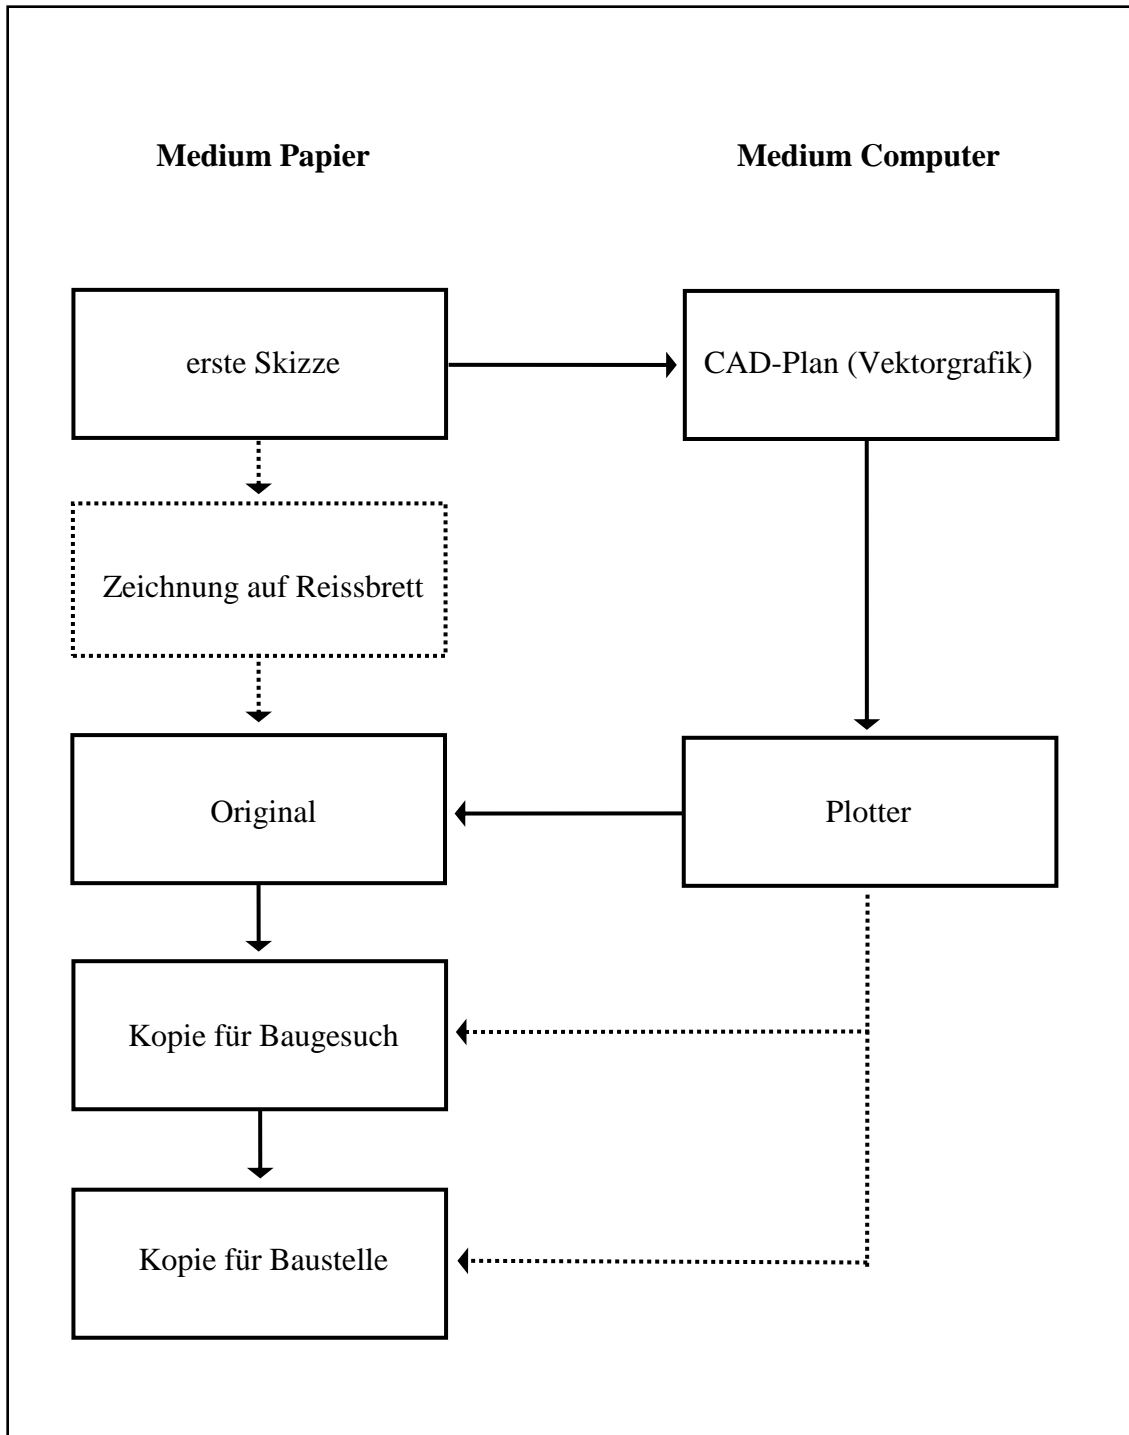 Medium Papier
Medium Computer
erste Skizze
CAD-Plan (Vektorgrafik)
Zeichnung auf Reissbrett
Original
Plotter
Kopie für Baugesuch
Kopie für Baustelle